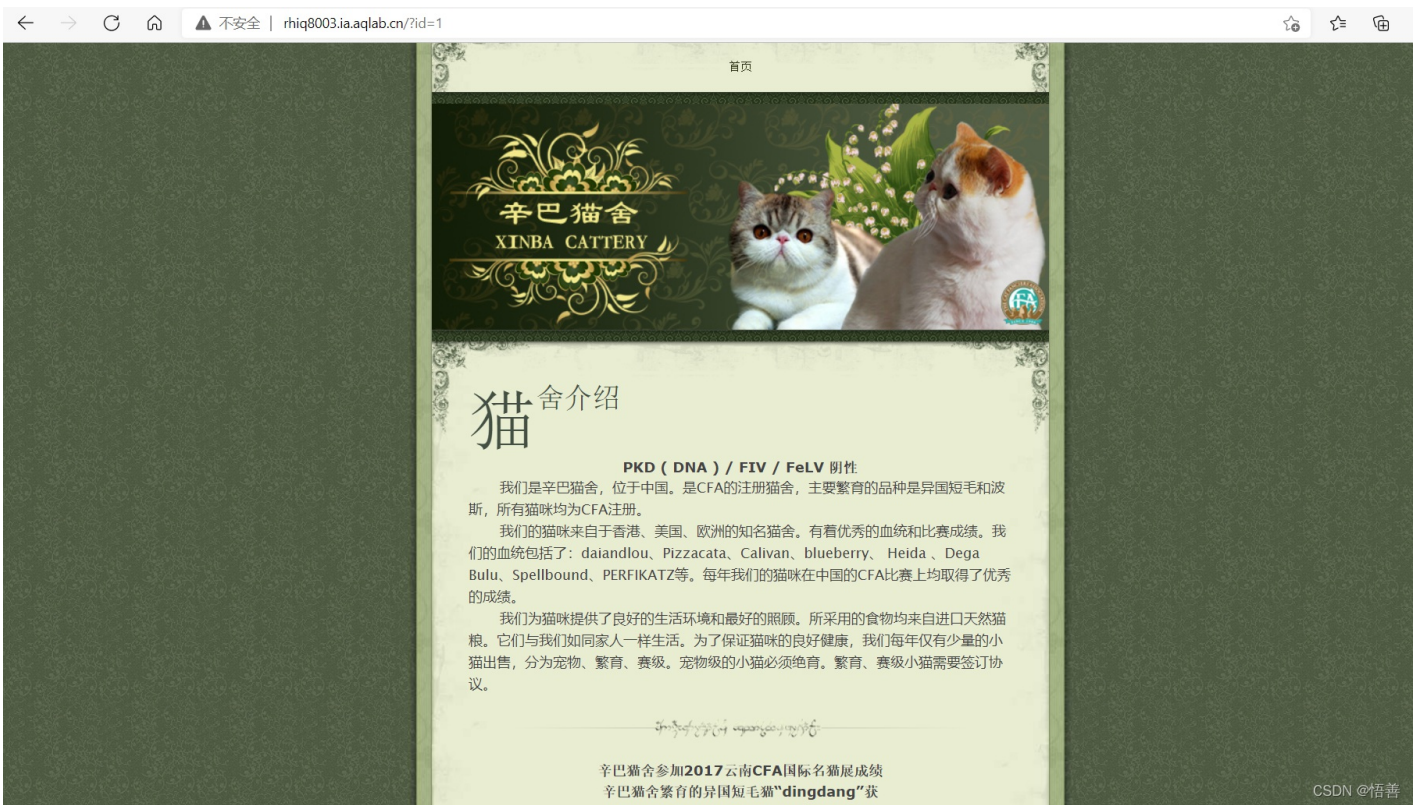 不安全 | rhiq8003.ia.aqlab.cn/?id=1
首页
辛巴猫舍
XINBA CATTERY
CFA
猫舍介绍
PKD ( DNA ) / FIV / FeLV 阴性
我们是辛巴猫舍，位于中国。是CFA的注册猫舍，主要繁育的品种是异国短毛和波
斯，所有猫咪均为CFA注册。
我们的猫咪来自于香港、美国、欧洲的知名猫舍。有着优秀的血统和比赛成绩。我
们的血统包括了：daiandlou、Pizzacata、Calivan、blueberry、 Heida 、Dega
Bulu、Spellbound、PERFIKATZ等。每年我们的猫咪在中国的CFA比赛上均取得了优秀
的成绩。
我们为猫咪提供了良好的生活环境和最好的照顾。所采用的食物均来自进口天然猫
粮。它们与我们如同家人一样生活。为了保证猫咪的良好健康，我们每年仅有少量的小
猫出售，分为宠物、繁育、赛级。宠物级的小猫必须绝育。繁育、赛级小猫需要签订协
议。
辛巴猫舍参加2017云南CFA国际名猫展成绩
辛巴猫舍繁育的异国短毛猫“dingdang”获
CSDN @悟善